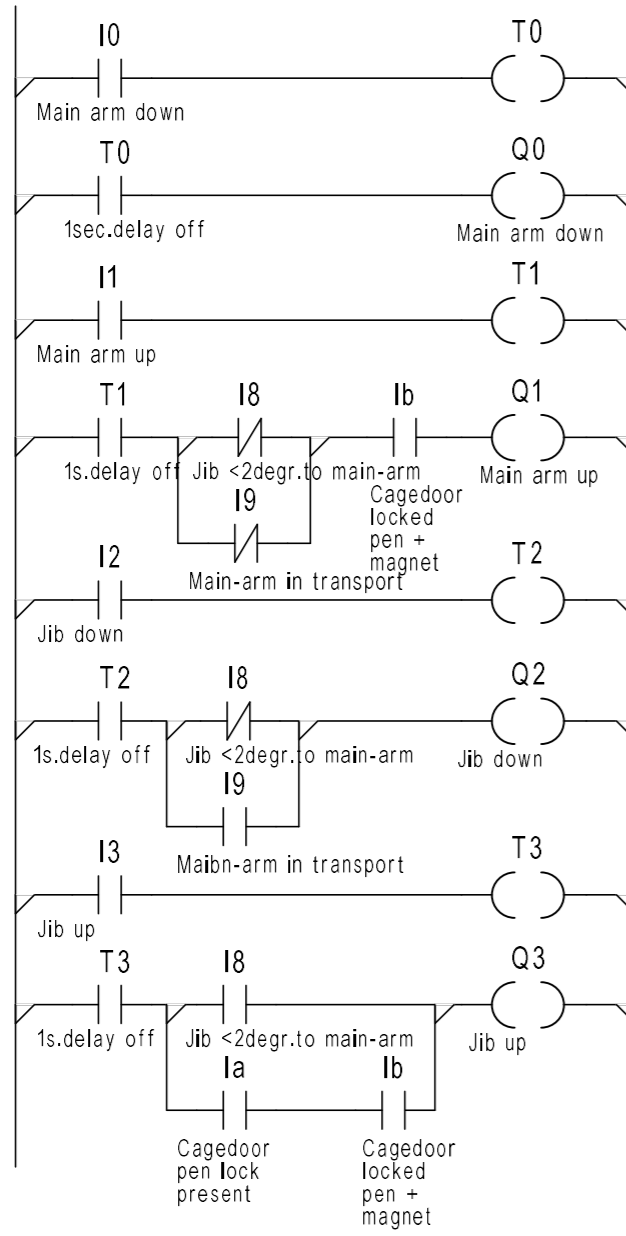 I0 T0
Main arm down
T0 Q0
1sec.delay off Main arm down
I1 T1
Main arm up
T1 I8 Ib Q1
1s.delay off Jib <2degr.to main-arm Main arm up
Cagedoor
locked
pen +
magnet
I9
Main-arm in transport
I2 T2
Jib down
T2 I8 Q2
1s.delay off Jib <2degr.to main-arm Jib down
I9
Maibn-arm in transport
I3 T3
Jib up
T3 I8 Q3
1s.delay off Jib <2degr.to main-arm Jib up
Ia Ib
Cagedoor
pen lock
present
Cagedoor
locked
pen +
magnet